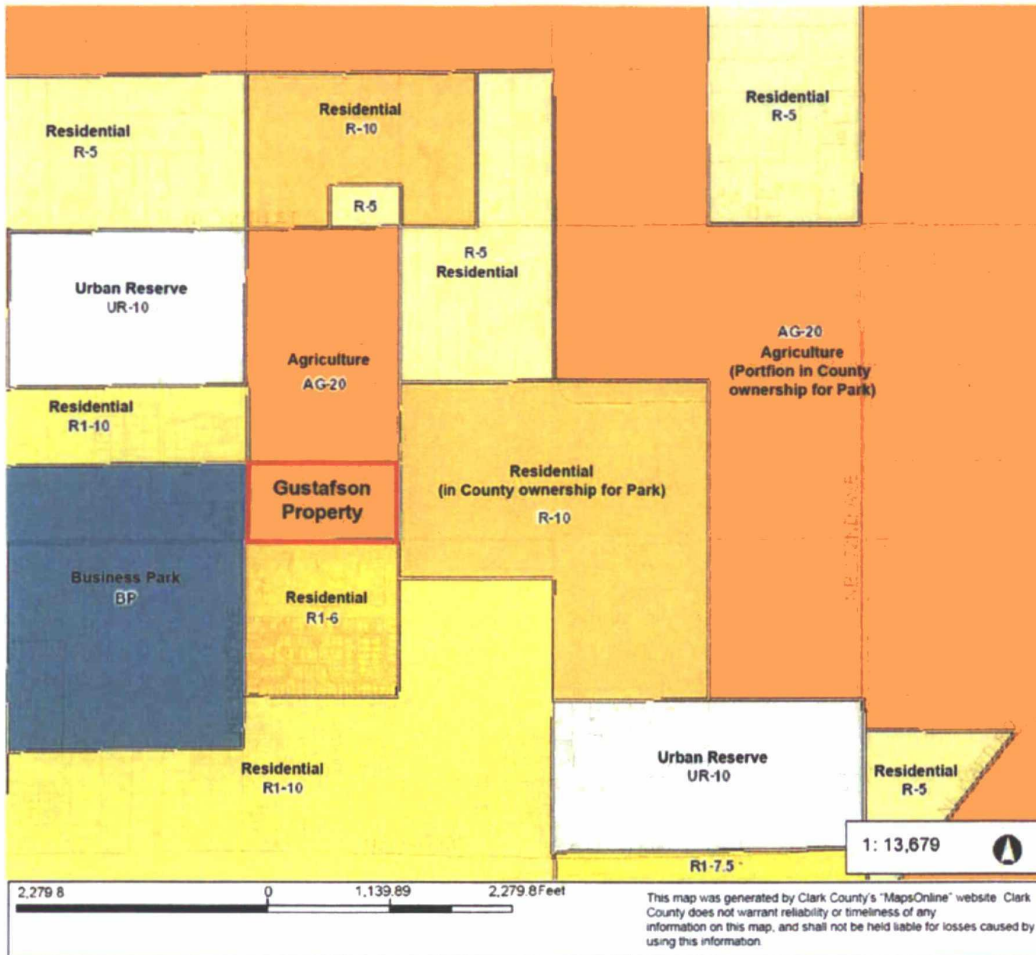 Residential
R-10
Residential
R-5
Residential
R-5
R-5
R-5
Residential
Urban Reserve
UR-10
Agriculture
AG-20
AG-20
Agriculture
(Portfion in County
ownership for Park)
Residential
R1-10
Gustafson
Property
Residential
(in County ownership for Park)
R-10
Business Park
BP
Residential
R1-6
Residential
R1-10
Urban Reserve
UR-10
Residential
R-5
R1-7.5
1: 13,679
2,279 8
0
1,139.89
2,279.8 Feet
This map was generated by Clark County's "MapsOnline" website Clark
County does not warrant reliability or timeliness of any
information on this map, and shall not be held liable for losses caused by
using this information